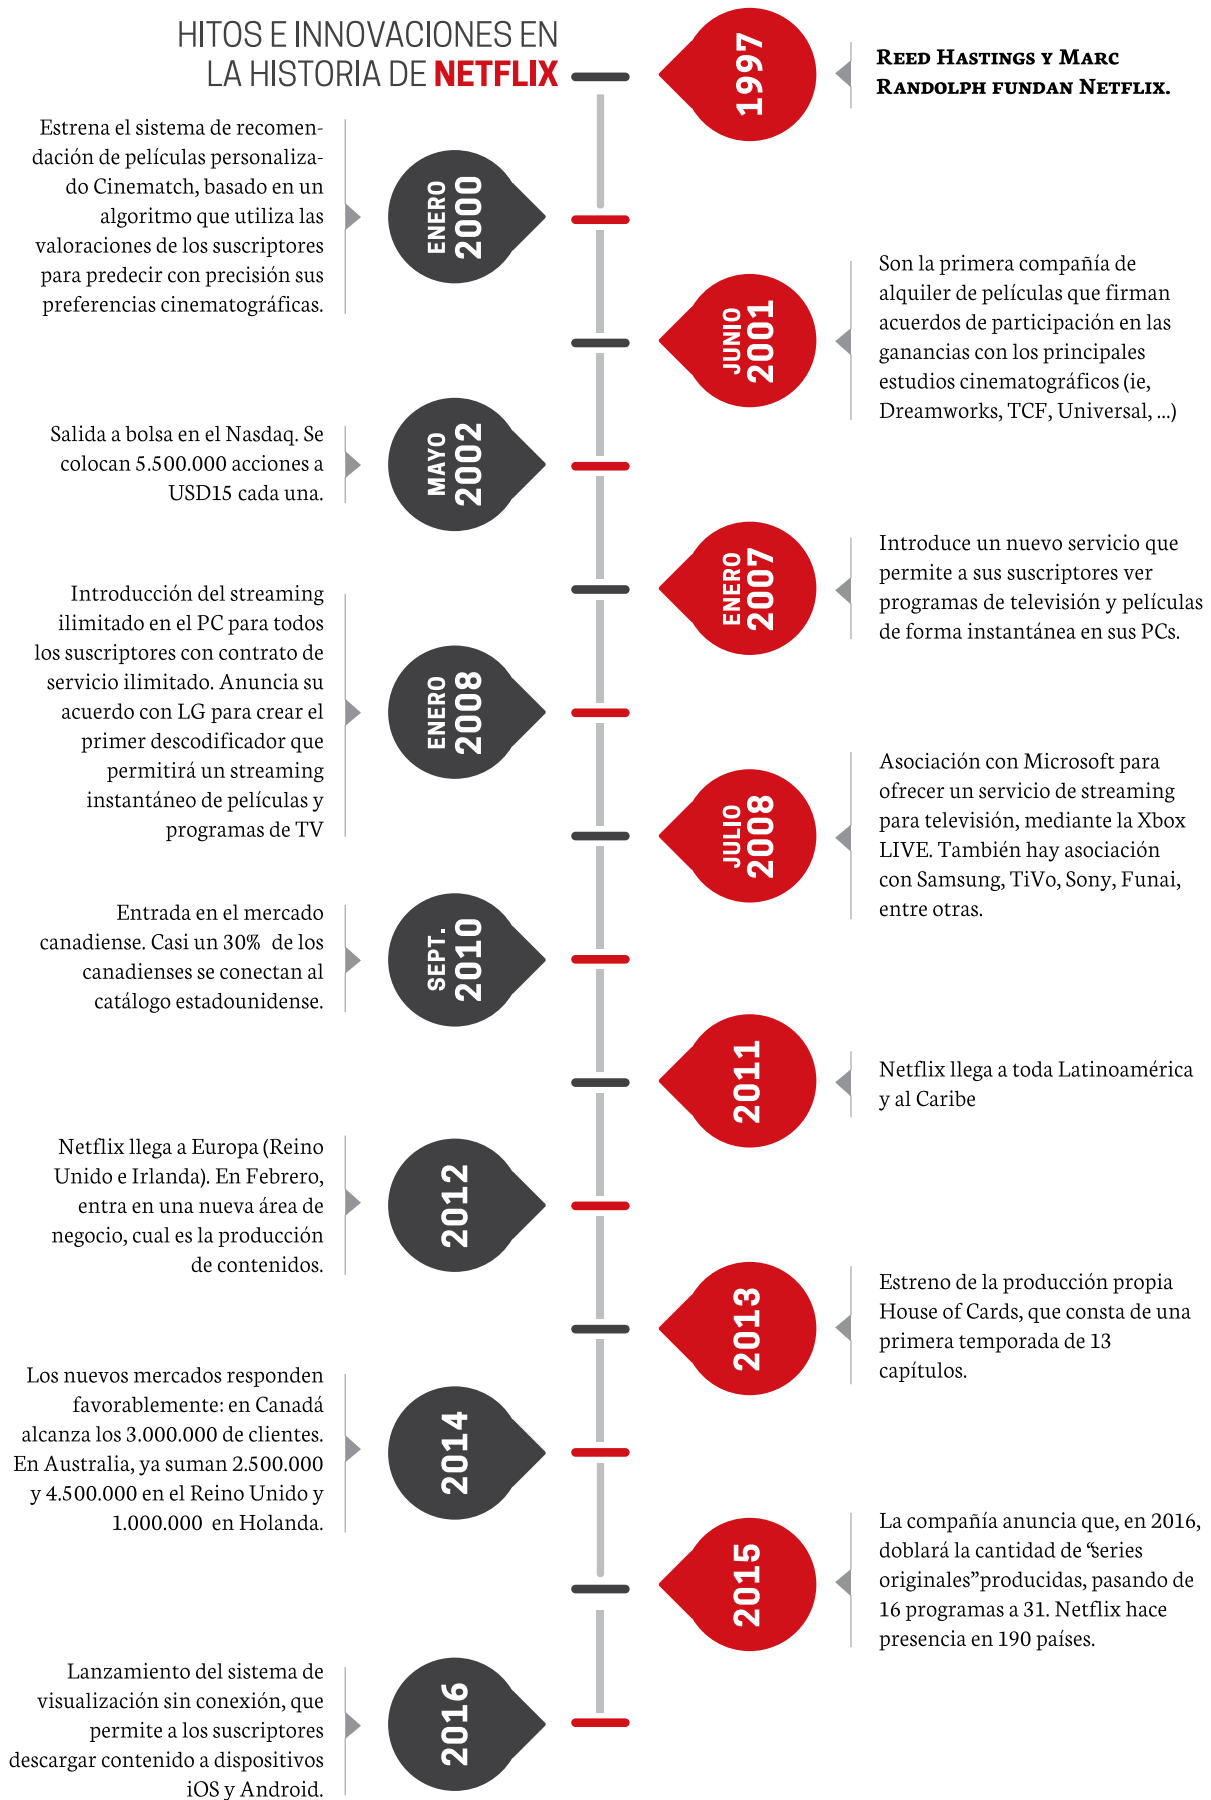 HITOS E INNOVACIONES EN
LA HISTORIA DE NETFLIX
1997
REED HASTINGS Y MARC
RANDOLPH FUNDAN NETFLIX.
ENERO
2000
Estrena el sistema de recomen-
dación de películas personaliza-
do Cinematch, basado en un
algoritmo que utiliza las
valoraciones de los suscriptores
para predecir con precisión sus
preferencias cinematográficas.
JUNIO
2001
Son la primera compañía de
alquiler de películas que firman
acuerdos de participación en las
ganancias con los principales
estudios cinematográficos (ie,
Dreamworks, TCF, Universal, ...)
MAYO
2002
Salida a bolsa en el Nasdaq. Se
colocan 5.500.000 acciones a
USD15 cada una.
ENERO
2007
Introduce un nuevo servicio que
permite a sus suscriptores ver
programas de televisión y películas
de forma instantánea en sus PCs.
ENERO
2008
Introducción del streaming
ilimitado en el PC para todos
los suscriptores con contrato de
servicio ilimitado. Anuncia su
acuerdo con LG para crear el
primer descodificador que
permitirá un streaming
instantáneo de películas y
programas de TV
JULIO
2008
Asociación con Microsoft para
ofrecer un servicio de streaming
para televisión, mediante la Xbox
LIVE. También hay asociación
con Samsung, TiVo, Sony, Funai,
entre otras.
SEPT.
2010
Entrada en el mercado
canadiense. Casi un 30% de los
canadienses se conectan al
catálogo estadounidense.
2011
Netflix llega a toda Latinoamérica
y al Caribe
2012
Netflix llega a Europa (Reino
Unido e Irlanda). En Febrero,
entra en una nueva área de
negocio, cual es la producción
de contenidos.
2013
Estreno de la producción propia
House of Cards, que consta de una
primera temporada de 13
capítulos.
2014
Los nuevos mercados responden
favorablemente: en Canadá
alcanza los 3.000.000 de clientes.
En Australia, ya suman 2.500.000
y 4.500.000 en el Reino Unido y
1.000.000 en Holanda.
2015
La compañía anuncia que, en 2016,
doblará la cantidad de “series
originales”producidas, pasando de
16 programas a 31. Netflix hace
presencia en 190 países.
2016
Lanzamiento del sistema de
visualización sin conexión, que
permite a los suscriptores
descargar contenido a dispositivos
iOS y Android.